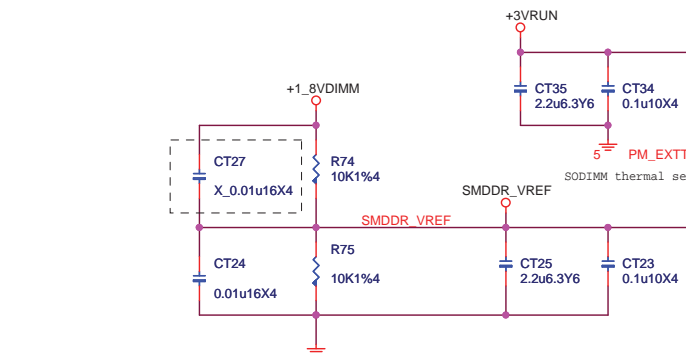 +3VRUN
CT35
2.2u6.3Y6
CT34
0.1u10X4
+1_8VDIMM
5 PM_EXTT
SODIMM thermal se
CT27
X_0.01u16X4
R74
10K1%4
SMDDR_VREF
SMDDR_VREF
CT24
0.01u16X4
R75
10K1%4
CT25
2.2u6.3Y6
CT23
0.1u10X4